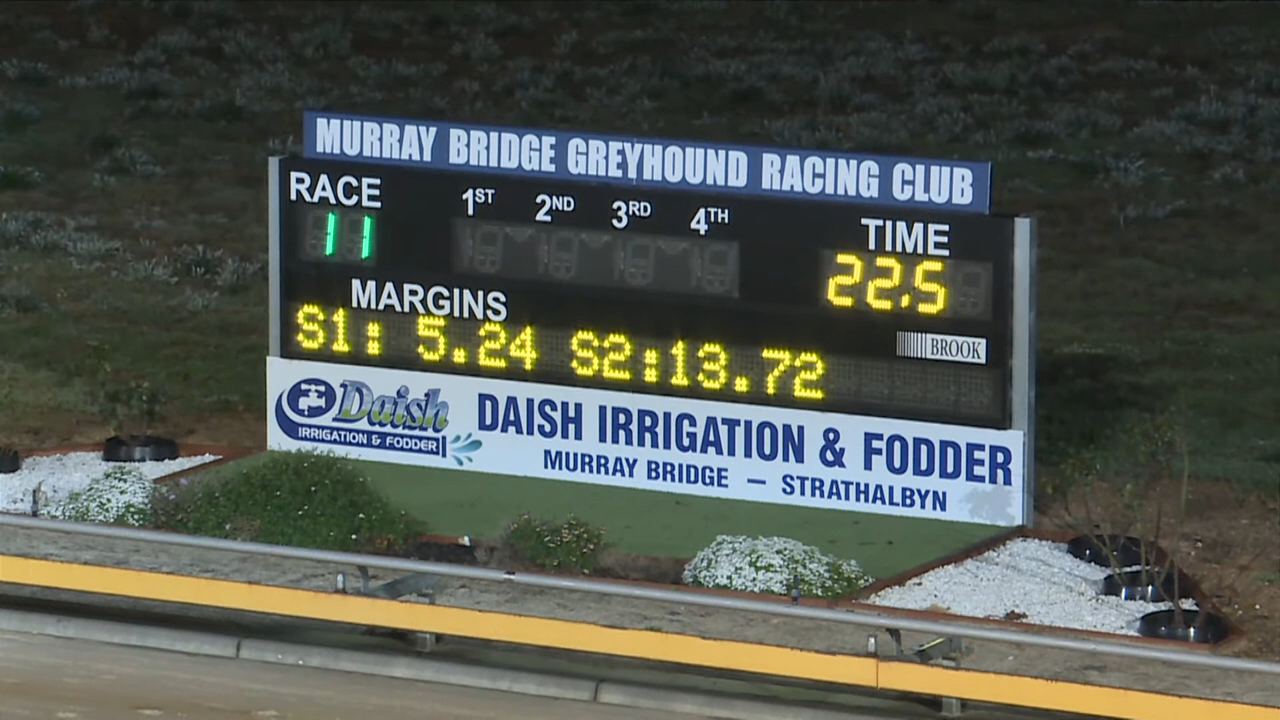 MURRAY BRIDGE GREYHOUND RACING CLUB
RACE 1ST 2ND 3RD 4TH TIME
11 22.5
MARGINS
S1: 5.24 S2:13.72
BROOK
Daish
IRRIGATION & FODDER
DAISH IRRIGATION & FODDER
MURRAY BRIDGE — STRATHALBYN